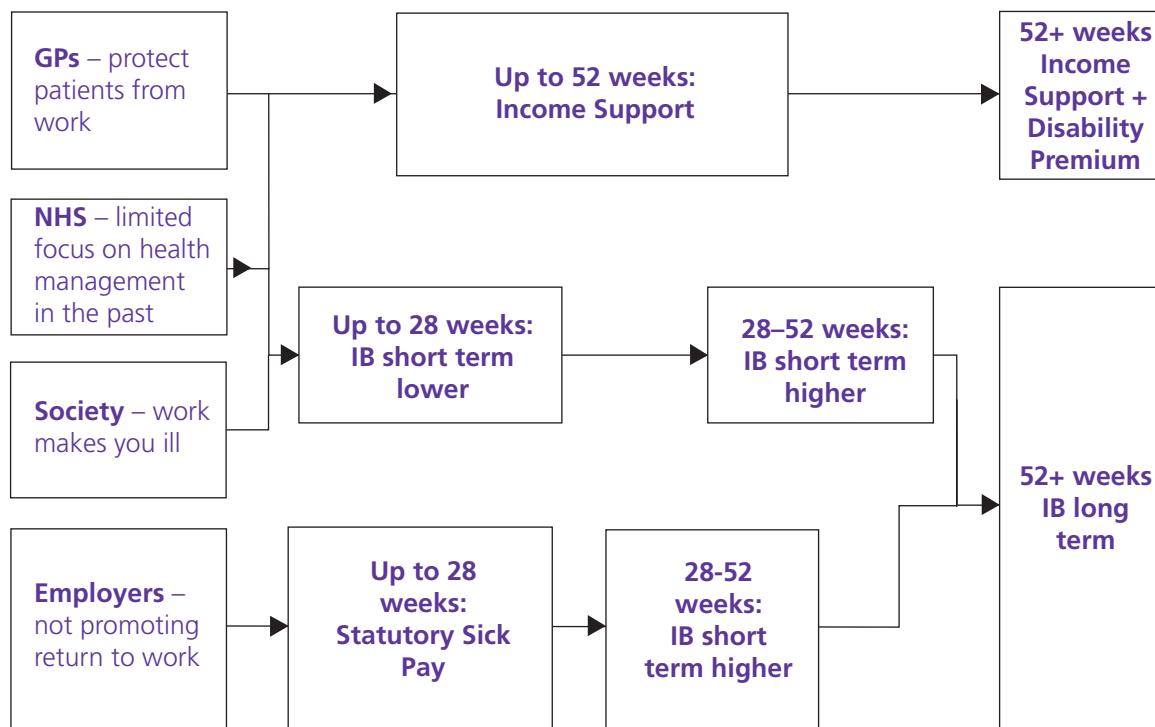 GPs – protect
patients from
work
Up to 52 weeks:
Income Support
52+ weeks
Income
Support +
Disability
Premium
NHS – limited
focus on health
management
in the past
Up to 28 weeks:
IB short term
lower
28–52 weeks:
IB short term
higher
Society – work
makes you ill
52+ weeks
IB long
term
Employers –
not promoting
return to work
Up to 28
weeks:
Statutory Sick
Pay
28-52
weeks:
IB short
term higher